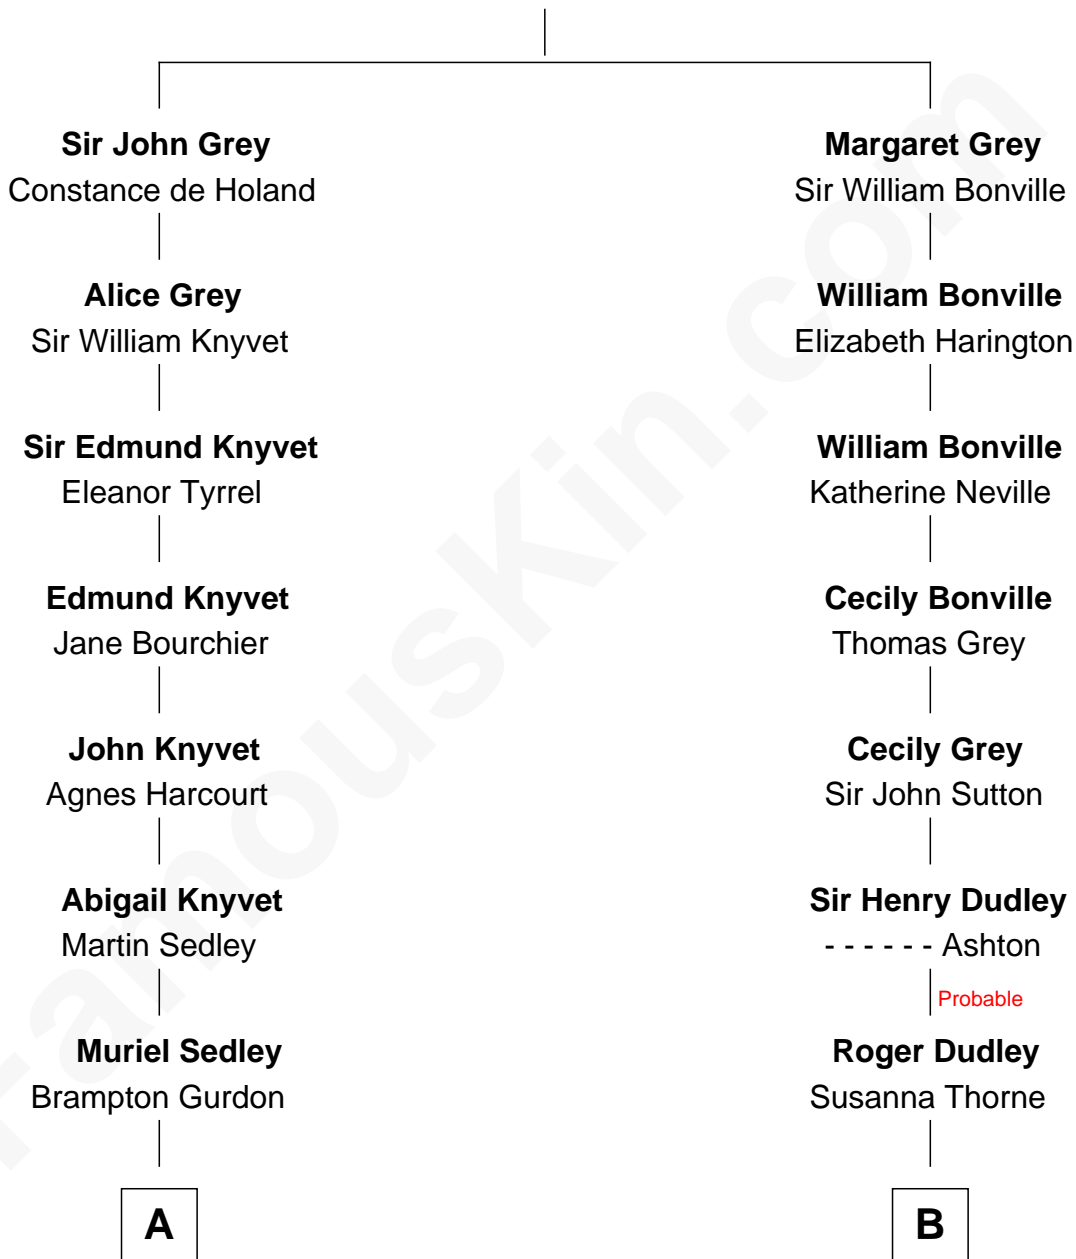 Sir John Grey
Constance de Holand
Alice Grey
Sir William Knyvet
Sir Edmund Knyvet
Eleanor Tyrrel
Edmund Knyvet
Jane Bourchier
John Knyvet
Agnes Harcourt
Abigail Knyvet
Martin Sedley
Muriel Sedley
Brampton Gurdon
A
Margaret Grey
Sir William Bonville
William Bonville
Elizabeth Harington
William Bonville
Katherine Neville
Cecily Bonville
Thomas Grey
Cecily Grey
Sir John Sutton
Sir Henry Dudley
- - - - - - Ashton
Probable
Roger Dudley
Susanna Thorne
B
FamousKin.com